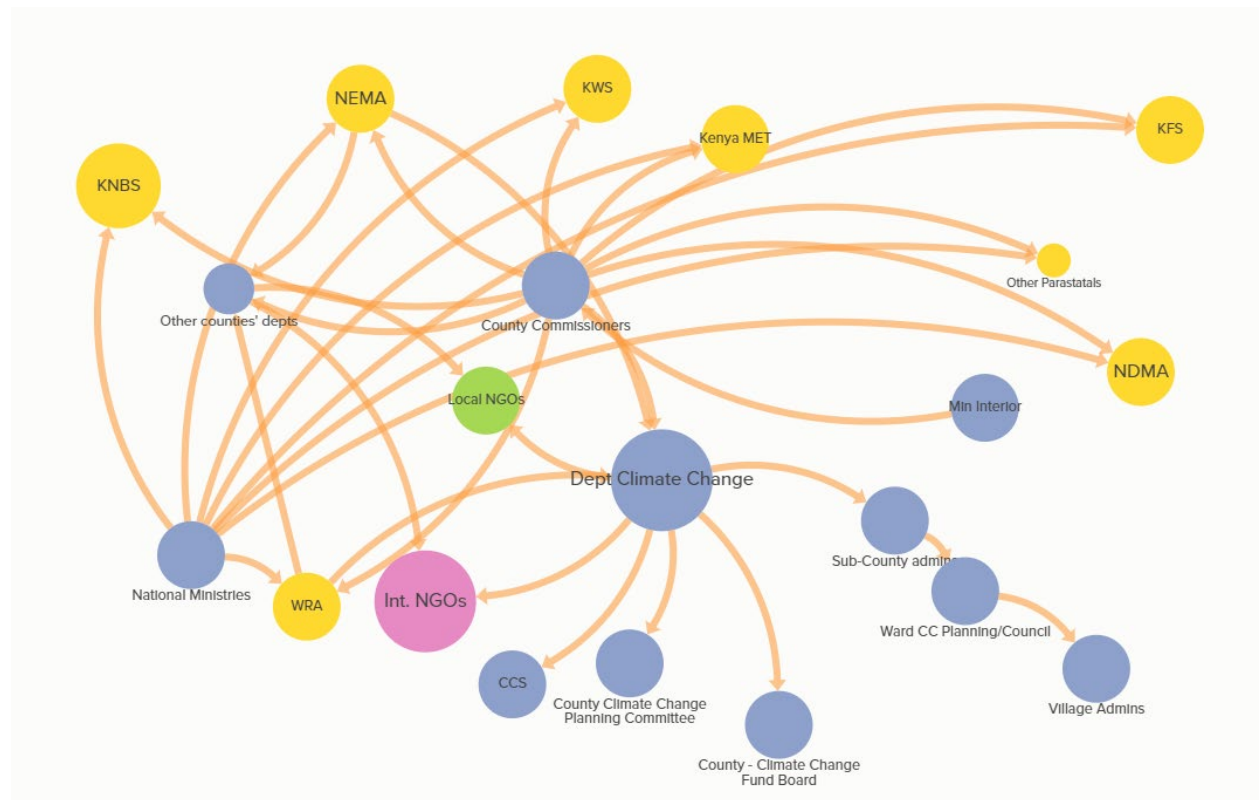 NEMA
KWS
Kenya MET
KFS
KNBS
Other Parastatals
Other counties' depts
County Commissioners
NDMA
Local NGOs
Min Interior
Dept Climate Change
Sub-County admins
National Ministries
WRA
Int. NGOs
Ward CC Planning/Council
CCS
County Climate Change
Planning Committee
Village Admins
County - Climate Change
Fund Board